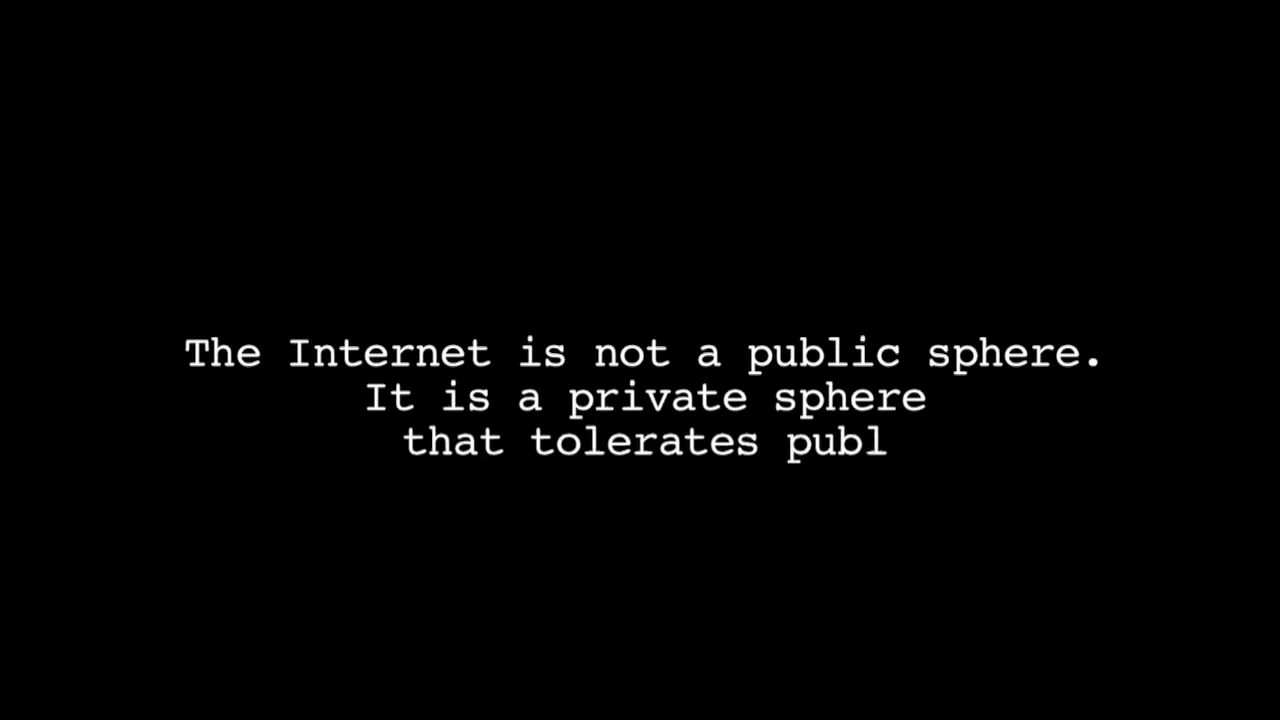 The Internet is not a public sphere.
It is a private sphere
that tolerates publ